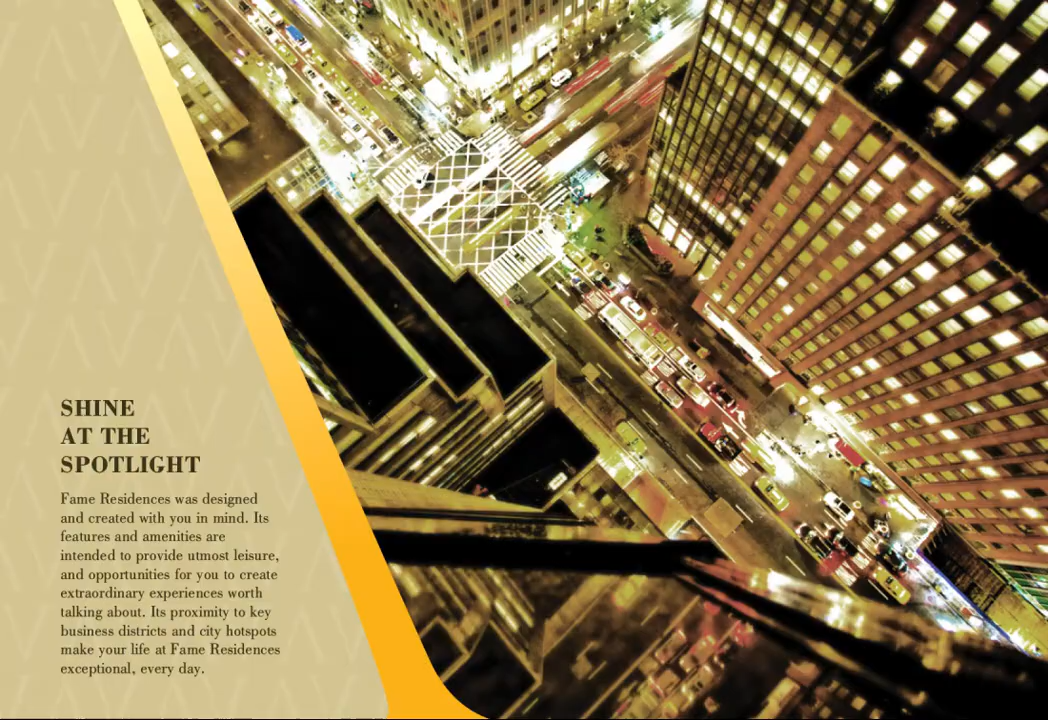 SHINE
AT THE
SPOTLIGHT
Fame Residences was designed
and created with you in mind. Its
features and amenities are
intended to provide utmost leisure,
and opportunities for you to create
extraordinary experiences worth
talking about. Its proximity to key
business districts and city hotspots
make your life at Fame Residences
exceptional, every day.